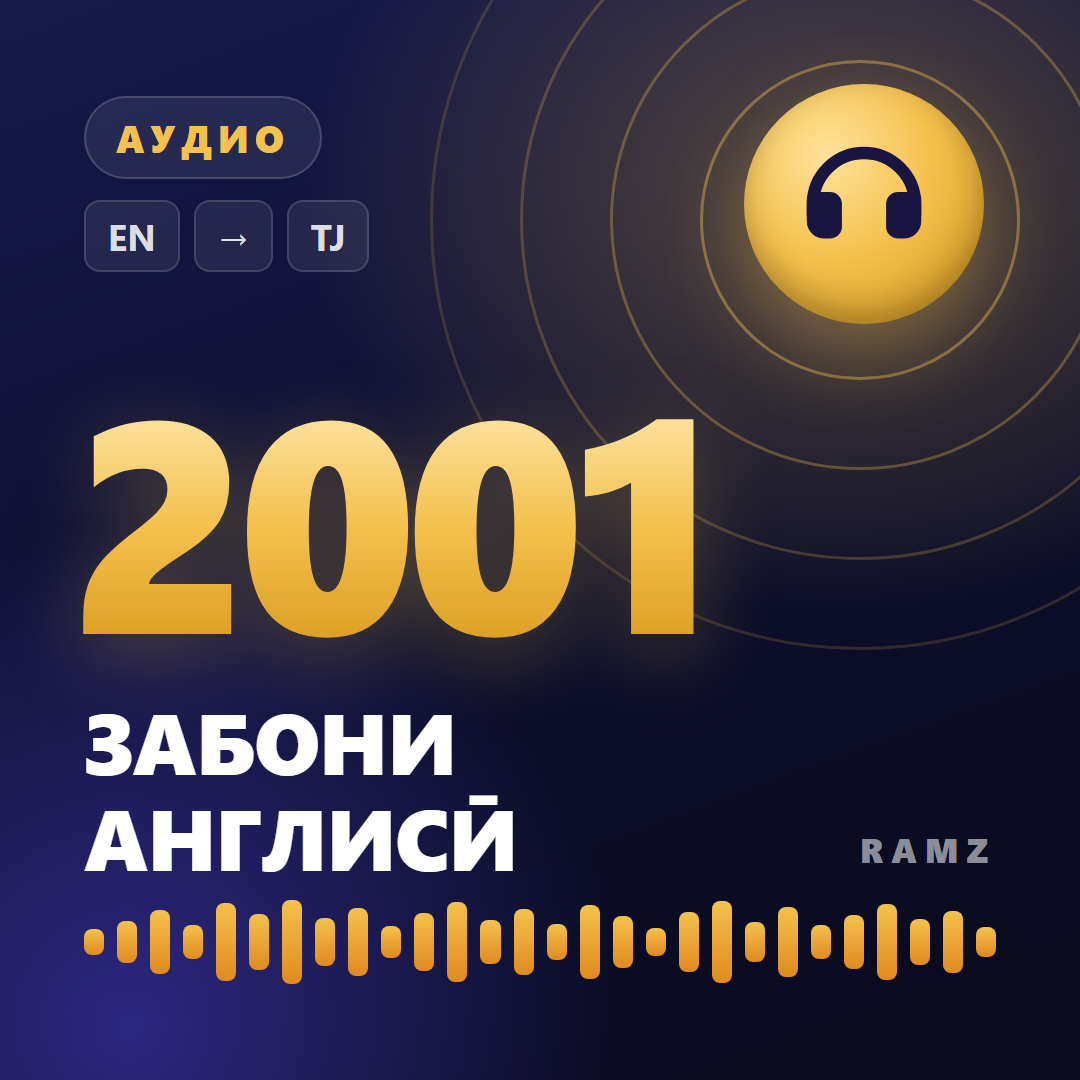 АУДИО
EN → TJ
2001
ЗАБОНИ
АНГЛИСӢ
RAMZ